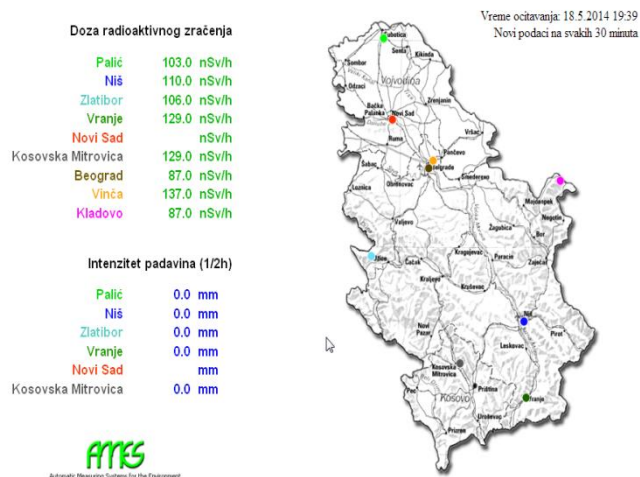 Vreme ocitavanja: 18.5.2014 19:39
Novi podaci na svakih 30 minuta
Doza radioaktivnog zračenja
Palić 103.0 nSv/h
Niš 110.0 nSv/h
Zlatibor 106.0 nSv/h
Vranje 129.0 nSv/h
Novi Sad nSv/h
Kosovska Mitrovica 129.0 nSv/h
Beograd 87.0 nSv/h
Vinča 137.0 nSv/h
Kladovo 87.0 nSv/h
Intenzitet padavina (1/2h)
Palić 0.0 mm
Niš 0.0 mm
Zlatibor 0.0 mm
Vranje 0.0 mm
Novi Sad mm
Kosovska Mitrovica 0.0 mm
AMES
Automatic Measuring Systems for the Environment
Subotica
Senta
Kikinda
Sombor
Vojvodina
Odzaci
Bačka
Palanka
Novi Sad
Zrenjanin
Ruma
Vršac
Pančevo
Šabac
Smederevo
Loznica
Obrenovac
Majdanpek
Negotin
Valjevo
Žagubica
Bor
Kragujevac
Paraćin
Zaječar
Užice
Čačak
Kraljevo
Kruševac
Novi
Pazar
Niš
Pirot
Leskovac
Kosovska
Mitrovica
Peć
Priština
Kosovo
Vranje
Uroševac
Prizren